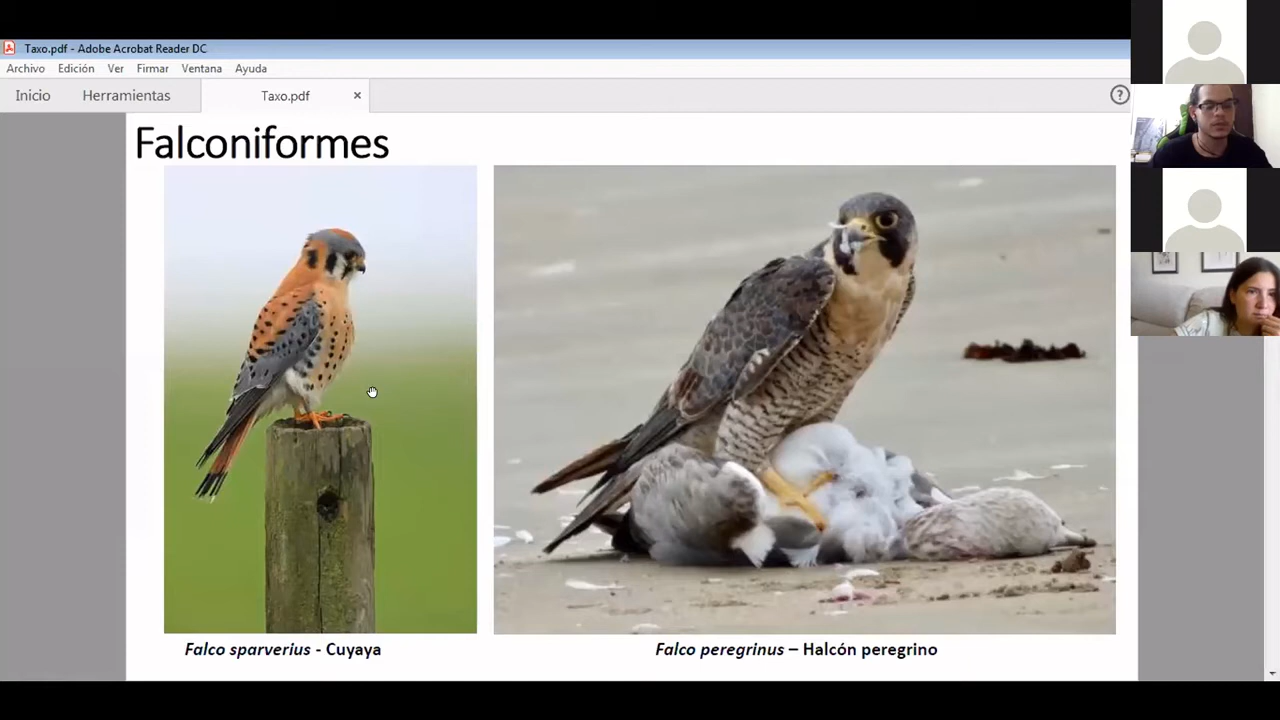 Taxo.pdf - Adobe Acrobat Reader DC
Archivo Edición Ver Firmar Ventana Ayuda
Inicio Herramientas Taxo.pdf × ?
Falconiformes
Falco sparverius - Cuyaya
Falco peregrinus – Halcón peregrino